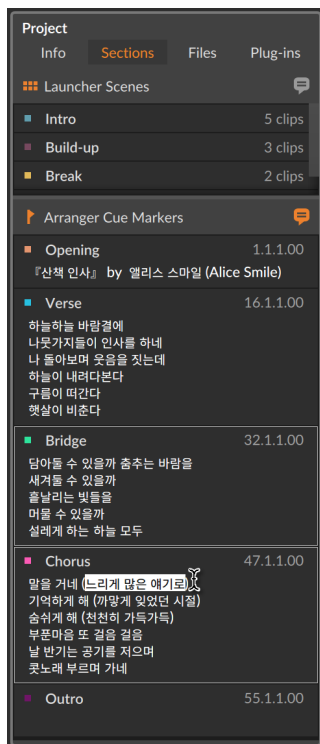 Project
Info Sections Files Plug-ins
Launcher Scenes
Intro 5 clips
Build-up 3 clips
Break 2 clips
Arranger Cue Markers
Opening 1.1.1.00
『산책 인사』 by 앨리스 스마일 (Alice Smile)
Verse 16.1.1.00
하늘하늘 바람결에
나뭇가지들이 인사를 하네
나 돌아보며 웃음을 짓는데
하늘이 내려다본다
구름이 떠간다
햇살이 비춘다
Bridge 32.1.1.00
담아둘 수 있을까 춤추는 바람을
새겨둘 수 있을까
흩날리는 빛들을
머물 수 있을까
설레게 하는 하늘 모두
Chorus 47.1.1.00
말을 거네 (느리게 많은 얘기로)
기억하게 해 (까맣게 잊었던 시절)
숨쉬게 해 (천천히 가득가득)
부푼마음 또 걸음 걸음
날 반기는 공기를 저으며
콧노래 부르며 가네
Outro 55.1.1.00